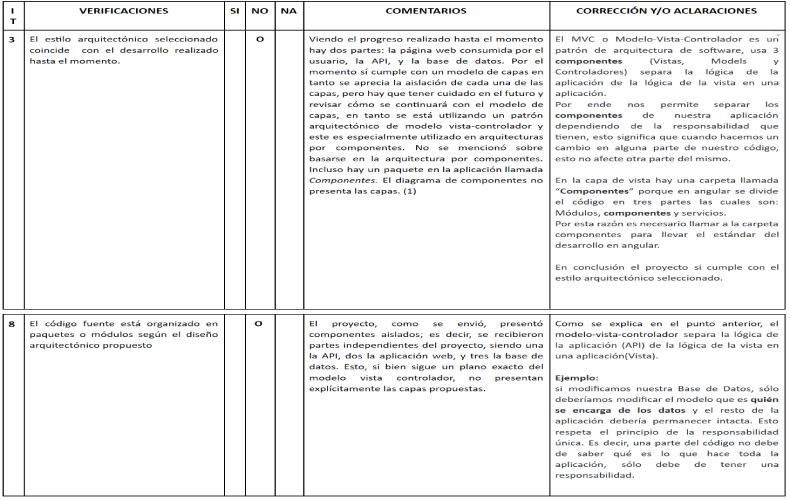 I
T
VERIFICACIONES
SI
NO
NA
COMENTARIOS
CORRECCIÓN Y/O ACLARACIONES
3
El estilo arquitectónico seleccionado
coincide con el desarrollo realizado
hasta el momento.
O
Viendo el progreso realizado hasta el momento
hay dos partes: la página web consumida por el
usuario, la API, y la base de datos. Por el
momento sí cumple con un modelo de capas en
tanto se aprecia la aislación de cada una de las
capas, pero hay que tener cuidado en el futuro y
revisar cómo se continuará con el modelo de
capas, en tanto se está utilizando un patrón
arquitectónico de modelo vista-controlador y
este es especialmente utilizado en arquitecturas
por componentes. No se mencionó sobre
basarse en la arquitectura por componentes.
Incluso hay un paquete en la aplicación llamada
Componentes. El diagrama de componentes no
presenta las capas. (1)
El MVC o Modelo-Vista-Controlador es un
patrón de arquitectura de software, usa 3
componentes (Vistas, Models y
Controladores) separa la lógica de la
aplicación de la lógica de la vista en una
aplicación.
Por ende nos permite separar los
componentes de nuestra aplicación
dependiendo de la responsabilidad que
tienen, esto significa que cuando hacemos un
cambio en alguna parte de nuestro código,
esto no afecte otra parte del mismo.
En la capa de vista hay una carpeta llamada
“Componentes” porque en angular se divide
el código en tres partes las cuales son:
Módulos, componentes y servicios.
Por esta razón es necesario llamar a la carpeta
componentes para llevar el estándar del
desarrollo en angular.
En conclusión el proyecto si cumple con el
estilo arquitectónico seleccionado.
8
El código fuente está organizado en
paquetes o módulos según el diseño
arquitectónico propuesto
O
El proyecto, como se envió, presentó
componentes aislados; es decir, se recibieron
partes independientes del proyecto, siendo una
la API, dos la aplicación web, y tres la base de
datos. Esto, si bien sigue un plano exacto del
modelo vista controlador, no presentan
explícitamente las capas propuestas.
Como se explica en el punto anterior, el
modelo-vista-controlador separa la lógica de
la aplicación (API) de la lógica de la vista en
una aplicación(Vista).
Ejemplo:
si modificamos nuestra Base de Datos, sólo
deberíamos modificar el modelo que es quién
se encarga de los datos y el resto de la
aplicación debería permanecer intacta. Esto
respeta el principio de la responsabilidad
única. Es decir, una parte del código no debe
de saber qué es lo que hace toda la
aplicación, sólo debe de tener una
responsabilidad.